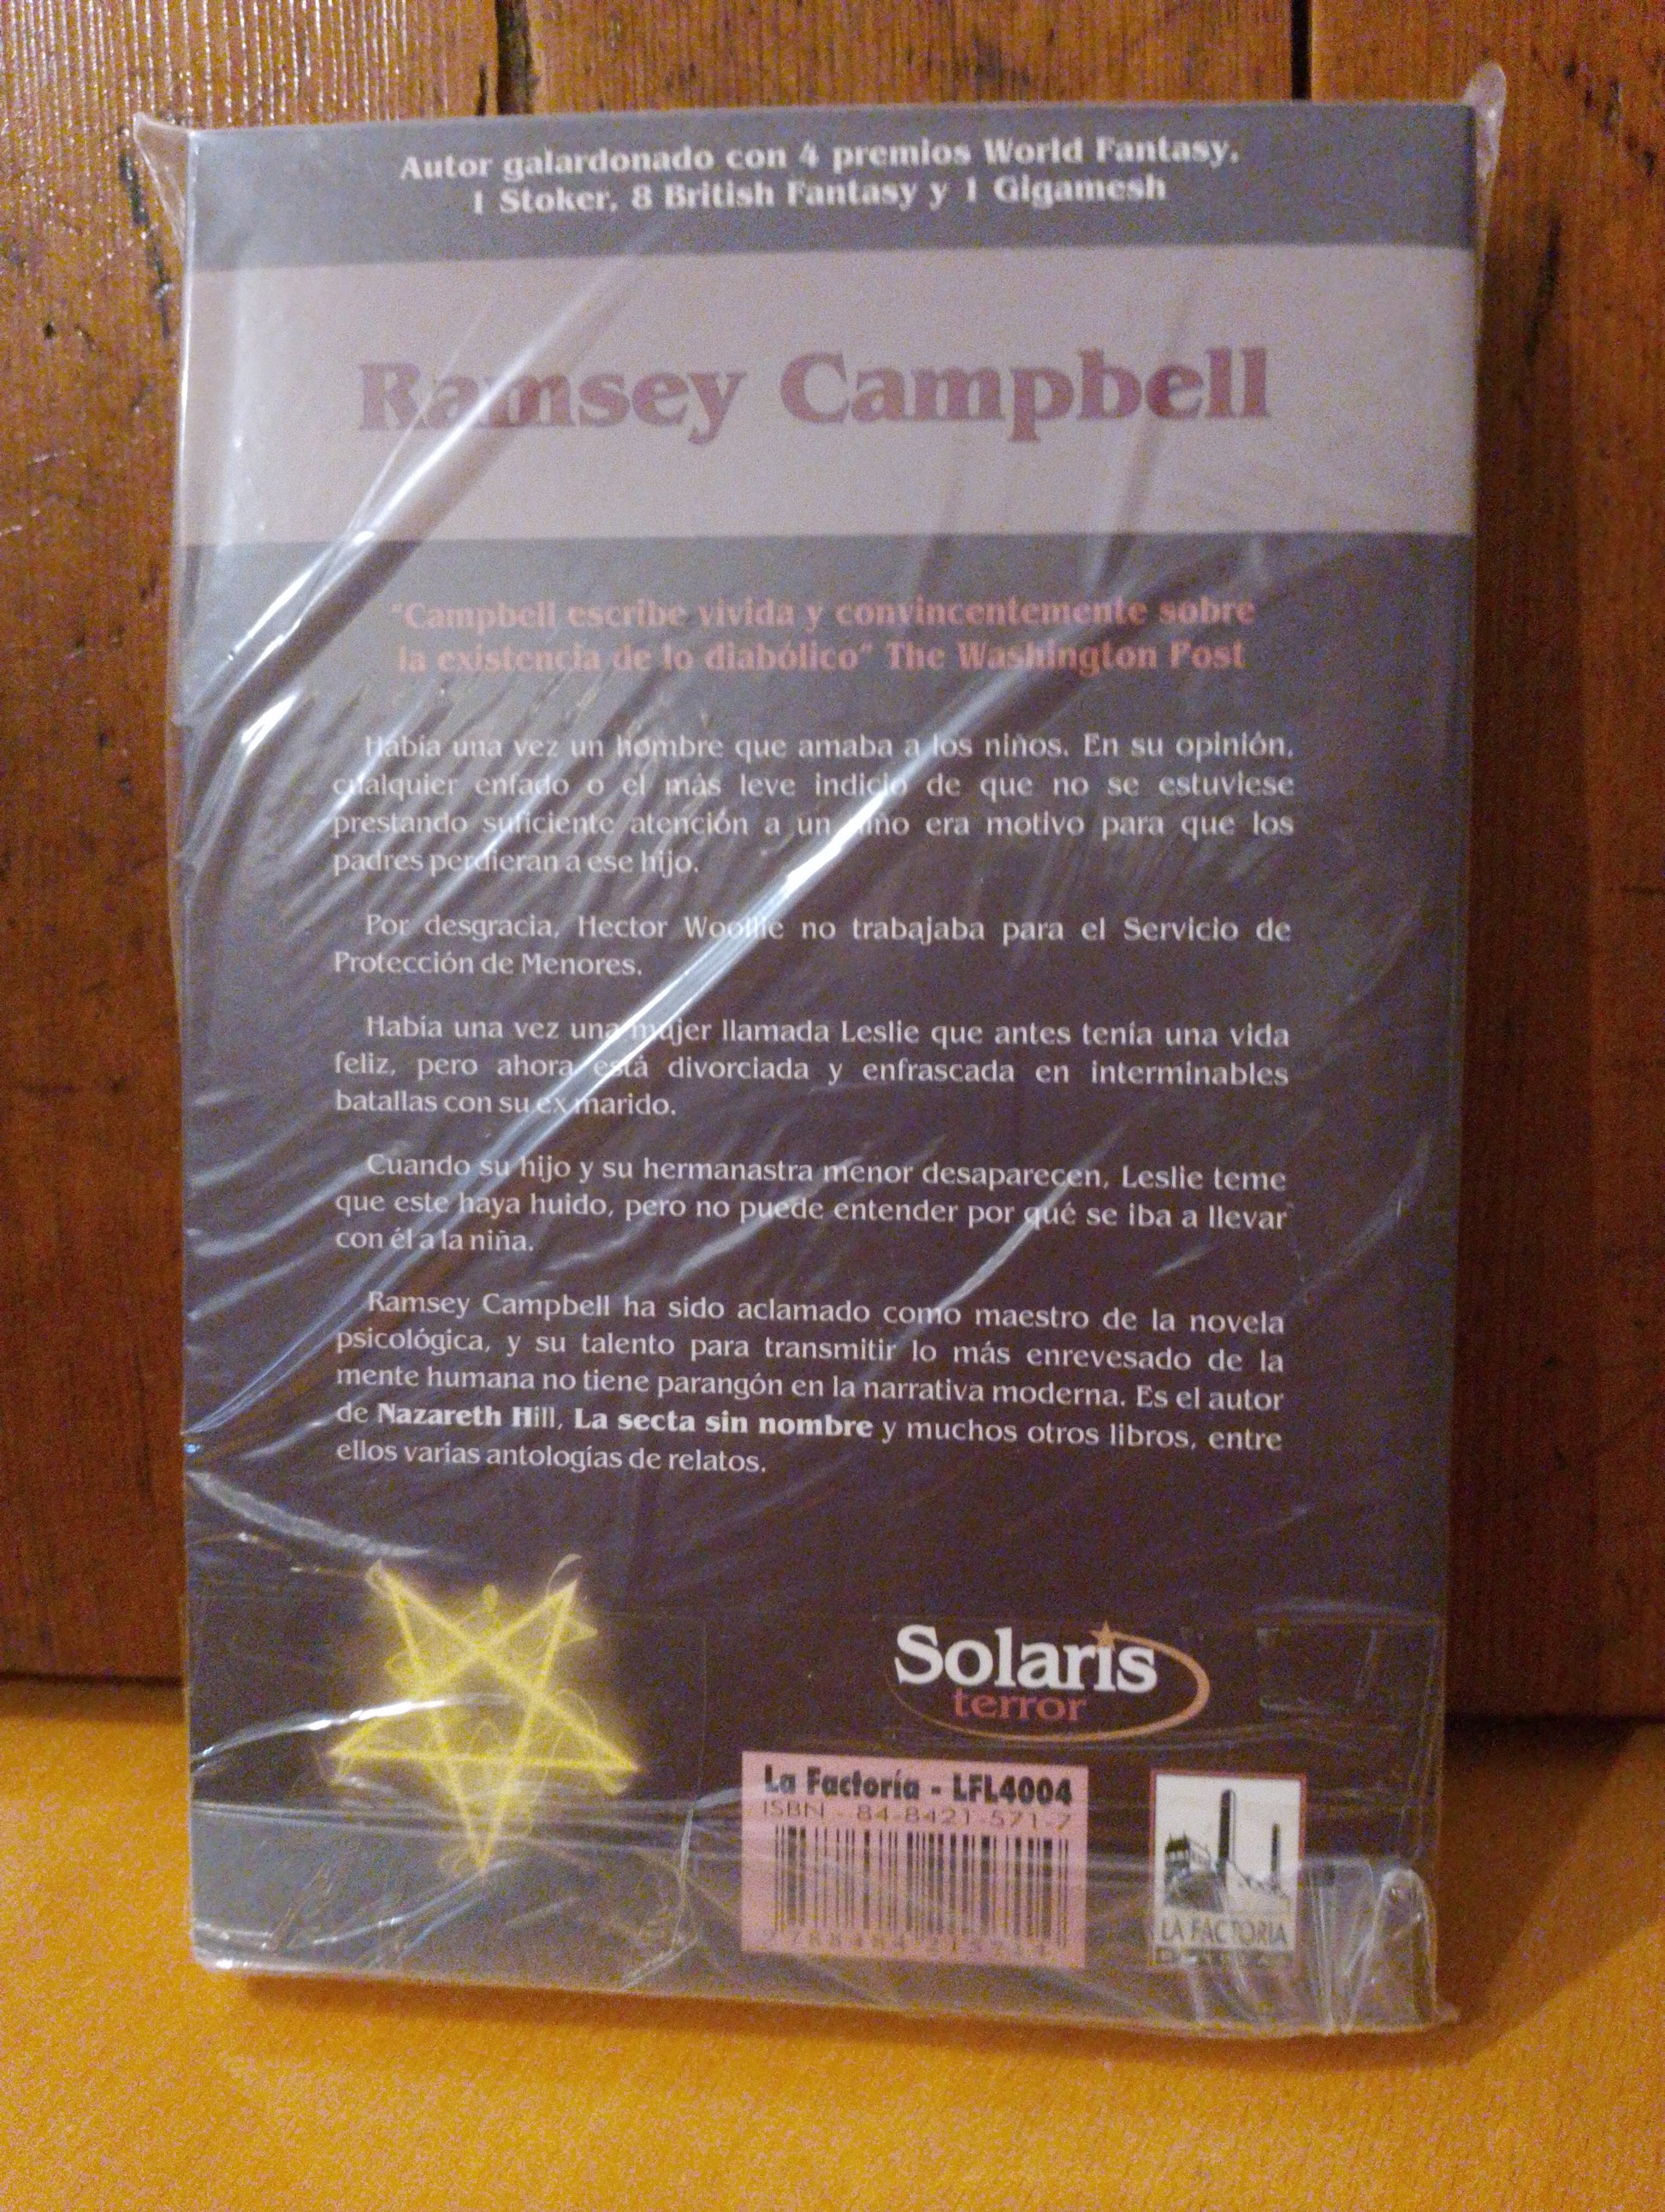 Autor galardonado con 4 premios World Fantasy,
1 Stoker, 8 British Fantasy y 1 Gigamesh
Ramsey Campbell
"Campbell escribe vivida y convincentemente sobre
la existencia de lo diabólico" The Washington Post
Había una vez un hombre que amaba a los niños. En su opinión,
cualquier enfado o el más leve indicio de que no se estuviese
prestando suficiente atención a un niño era motivo para que los
padres perdieran a ese hijo.
Por desgracia, Hector Woollie no trabajaba para el Servicio de
Protección de Menores.
Había una vez una mujer llamada Leslie que antes tenía una vida
feliz, pero ahora está divorciada y enfrascada en interminables
batallas con su ex marido.
Cuando su hijo y su hermanastra menor desaparecen, Leslie teme
que este haya huido, pero no puede entender por qué se iba a llevar
con él a la niña.
Ramsey Campbell ha sido aclamado como maestro de la novela
psicológica, y su talento para transmitir lo más enrevesado de la
mente humana no tiene parangón en la narrativa moderna. Es el autor
de Nazareth Hill, La secta sin nombre y muchos otros libros, entre
ellos varias antologías de relatos.
Solaris
terror
La Factoría - LFL4004
ISBN - 84-8421-571-7
LA FACTORIA